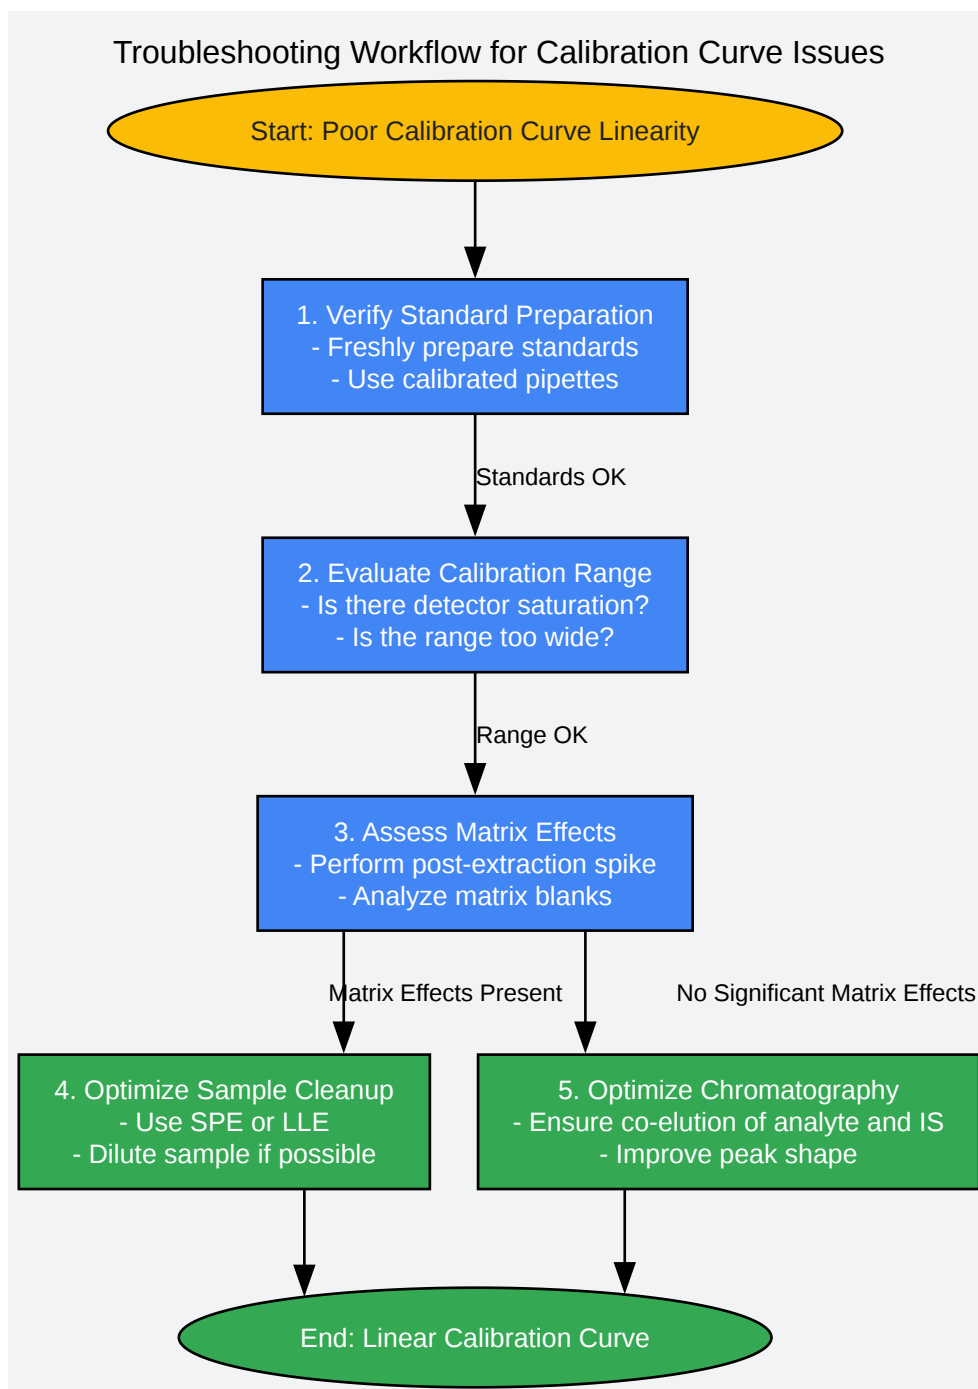 Troubleshooting Workflow for Calibration Curve Issues
Start: Poor Calibration Curve Linearity
1. Verify Standard Preparation
- Freshly prepare standards
- Use calibrated pipettes
Standards OK
2. Evaluate Calibration Range
- Is there detector saturation?
- Is the range too wide?
Range OK
3. Assess Matrix Effects
- Perform post-extraction spike
- Analyze matrix blanks
Matrix Effects Present
No Significant Matrix Effects
4. Optimize Sample Cleanup
- Use SPE or LLE
- Dilute sample if possible
5. Optimize Chromatography
- Ensure co-elution of analyte and IS
- Improve peak shape
End: Linear Calibration Curve